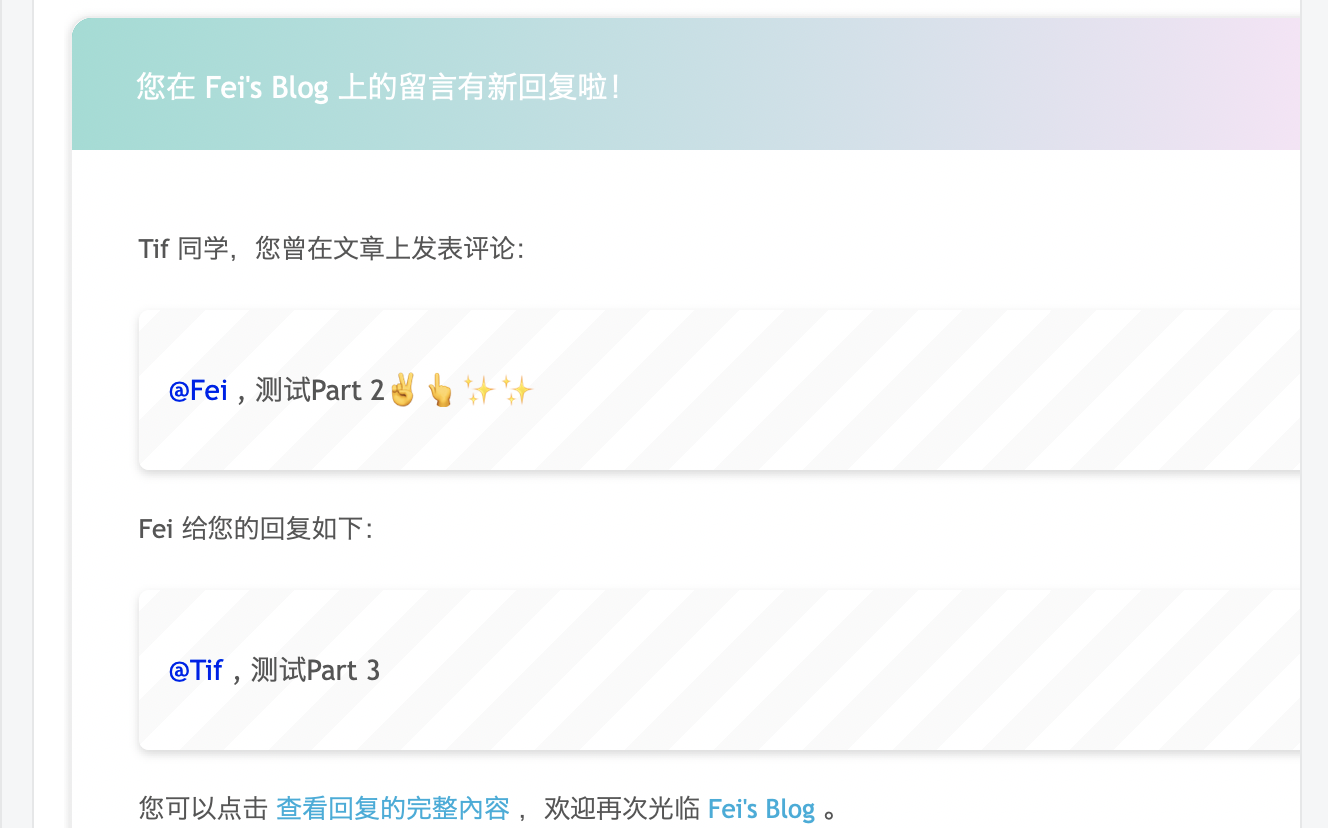 您在 Fei's Blog 上的留言有新回复啦！
Tif 同学，您曾在文章上发表评论：
@Fei , 测试Part 2✌️👆✨✨
Fei 给您的回复如下：
@Tif , 测试Part 3
您可以点击 查看回复的完整內容 ，欢迎再次光临 Fei's Blog 。